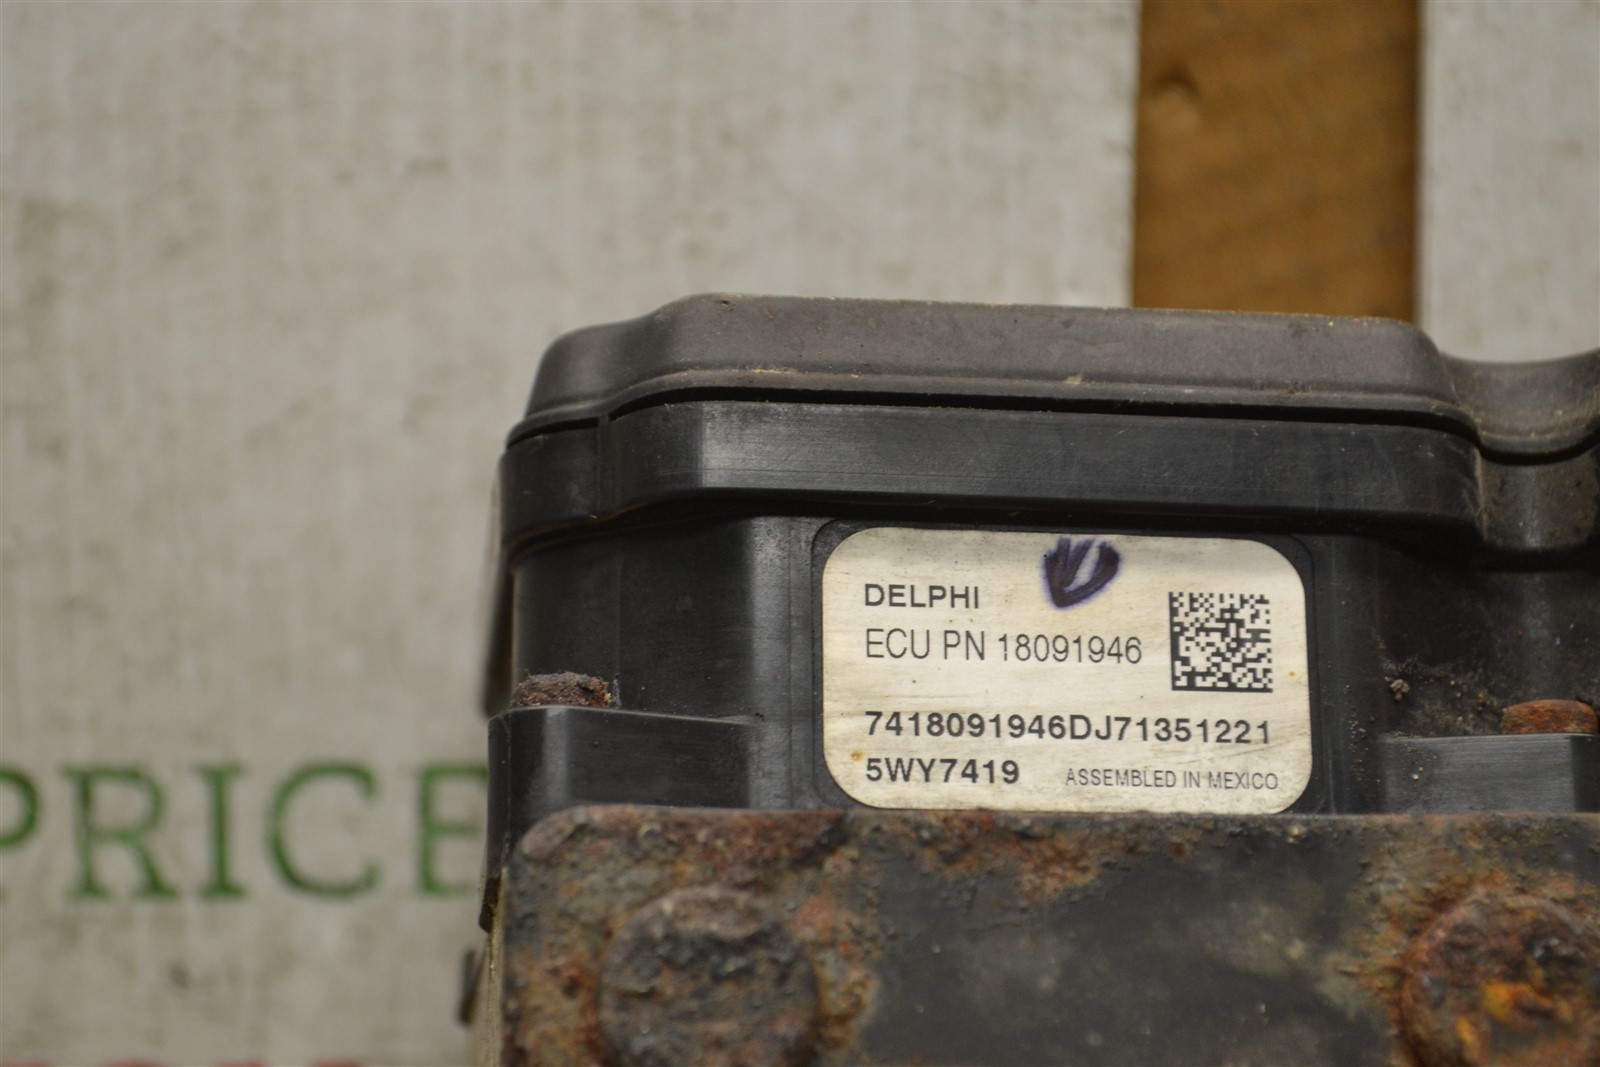 DELPHI
ECU PN 18091946
7418091946DJ71351221
5WY7419 ASSEMBLED IN MEXICO
PRICE